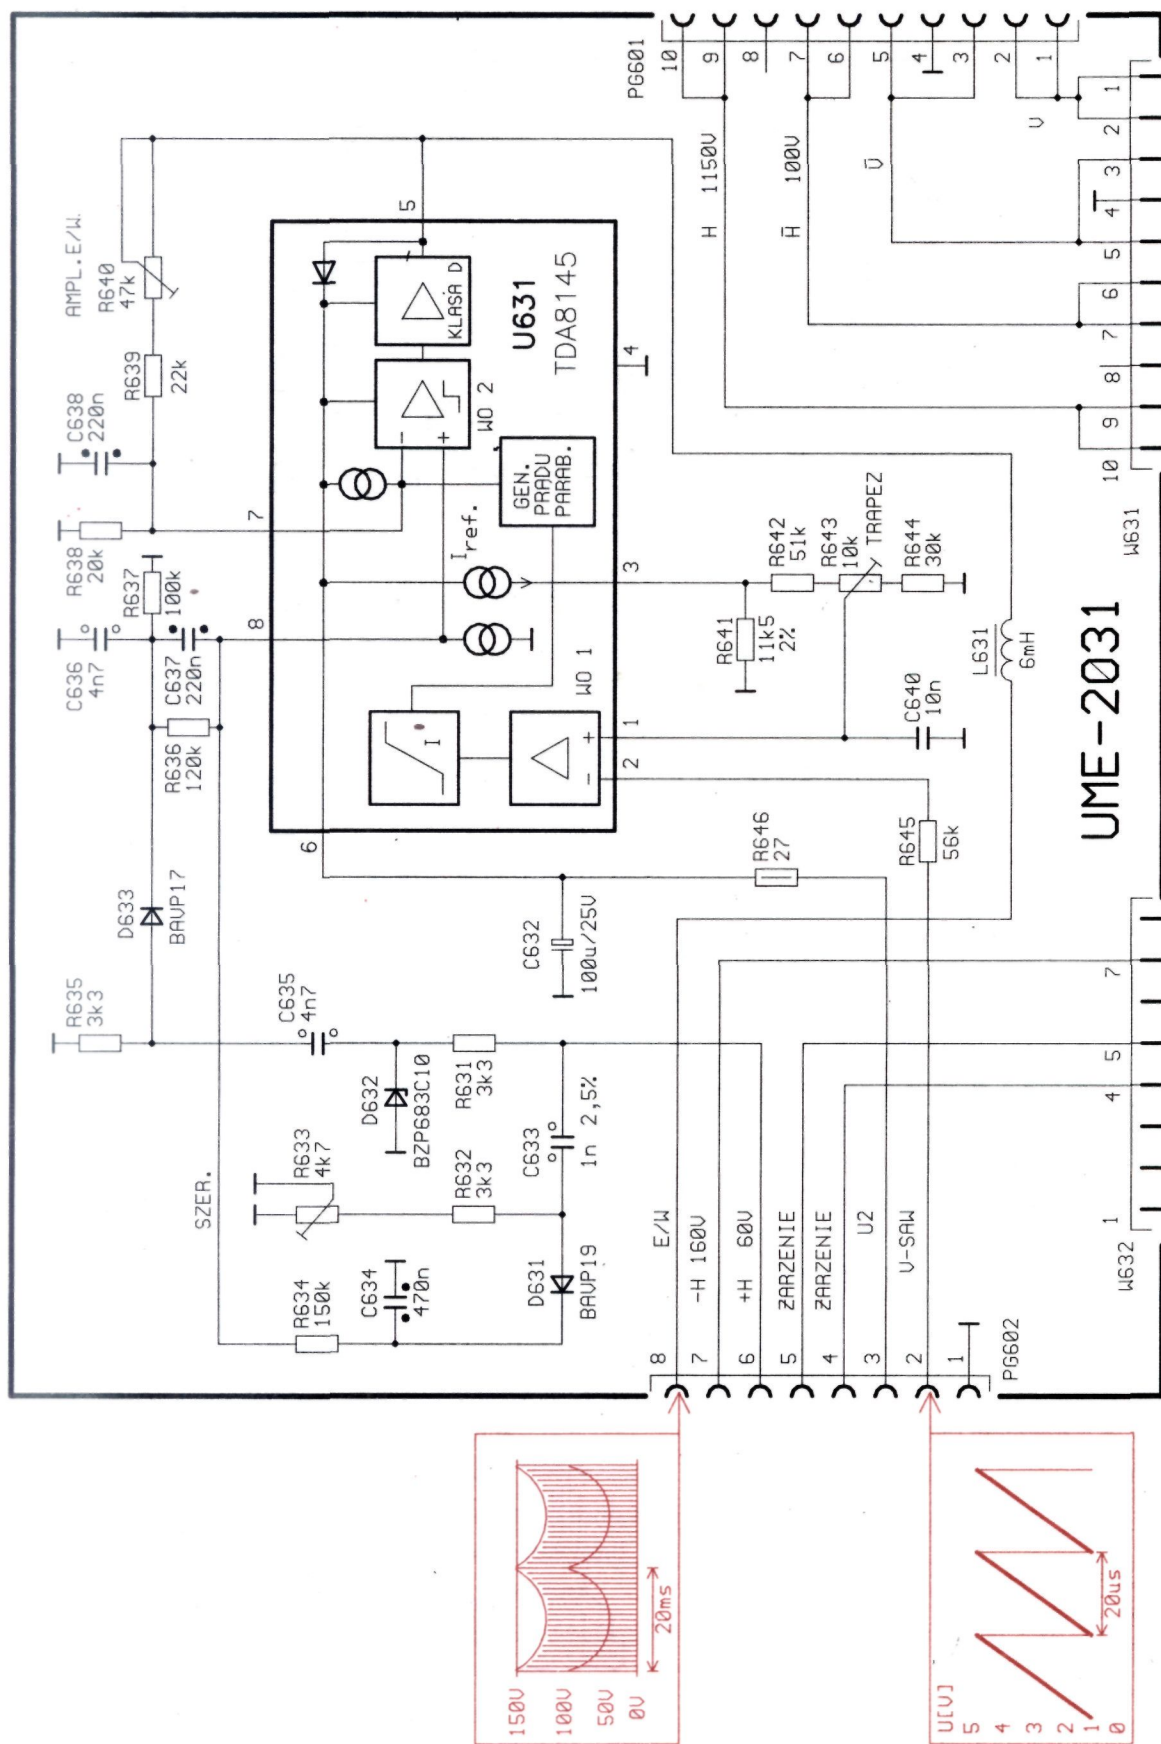 PG601
10
9
8
7
6
5
4
3
2
1
H 1150V
H̅ 100V
V̅
V
1
2
3
4
5
6
7
8
9
10
W631
AMPL.E/W.
R640
47k
R639
22k
C638
220n
R638
20k
R637
100k
C636
4n7
C637
220n
R636
120k
D633
BAVP17
R635
3k3
C635
4n7
D632
BZP683C10
R631
3k3
R633
4k7
R632
3k3
C633
1n 2,5%
SZER.
R634
150k
C634
470n
D631
BAVP19
5
KLASA D
U631
TDA8145
4
WO 2
-
+
GEN.
PRADU
PARAB.
7
I ref.
8
3
I
WO 1
+
-
1
2
6
R642
51k
R643
10k
TRAPEZ
R644
30k
R641
11k5
2%
C640
10n
L631
6mH
R646
27
R645
56k
C632
100u/25V
UME-2031
E/W
-H 160V
+H 60V
ZARZENIE
ZARZENIE
U2
V-SAW
8
7
6
5
4
3
2
1
PG602
7
5
4
1
W632
150V
100V
50V
0V
20ms
U[V]
5
4
3
2
1
0
20us